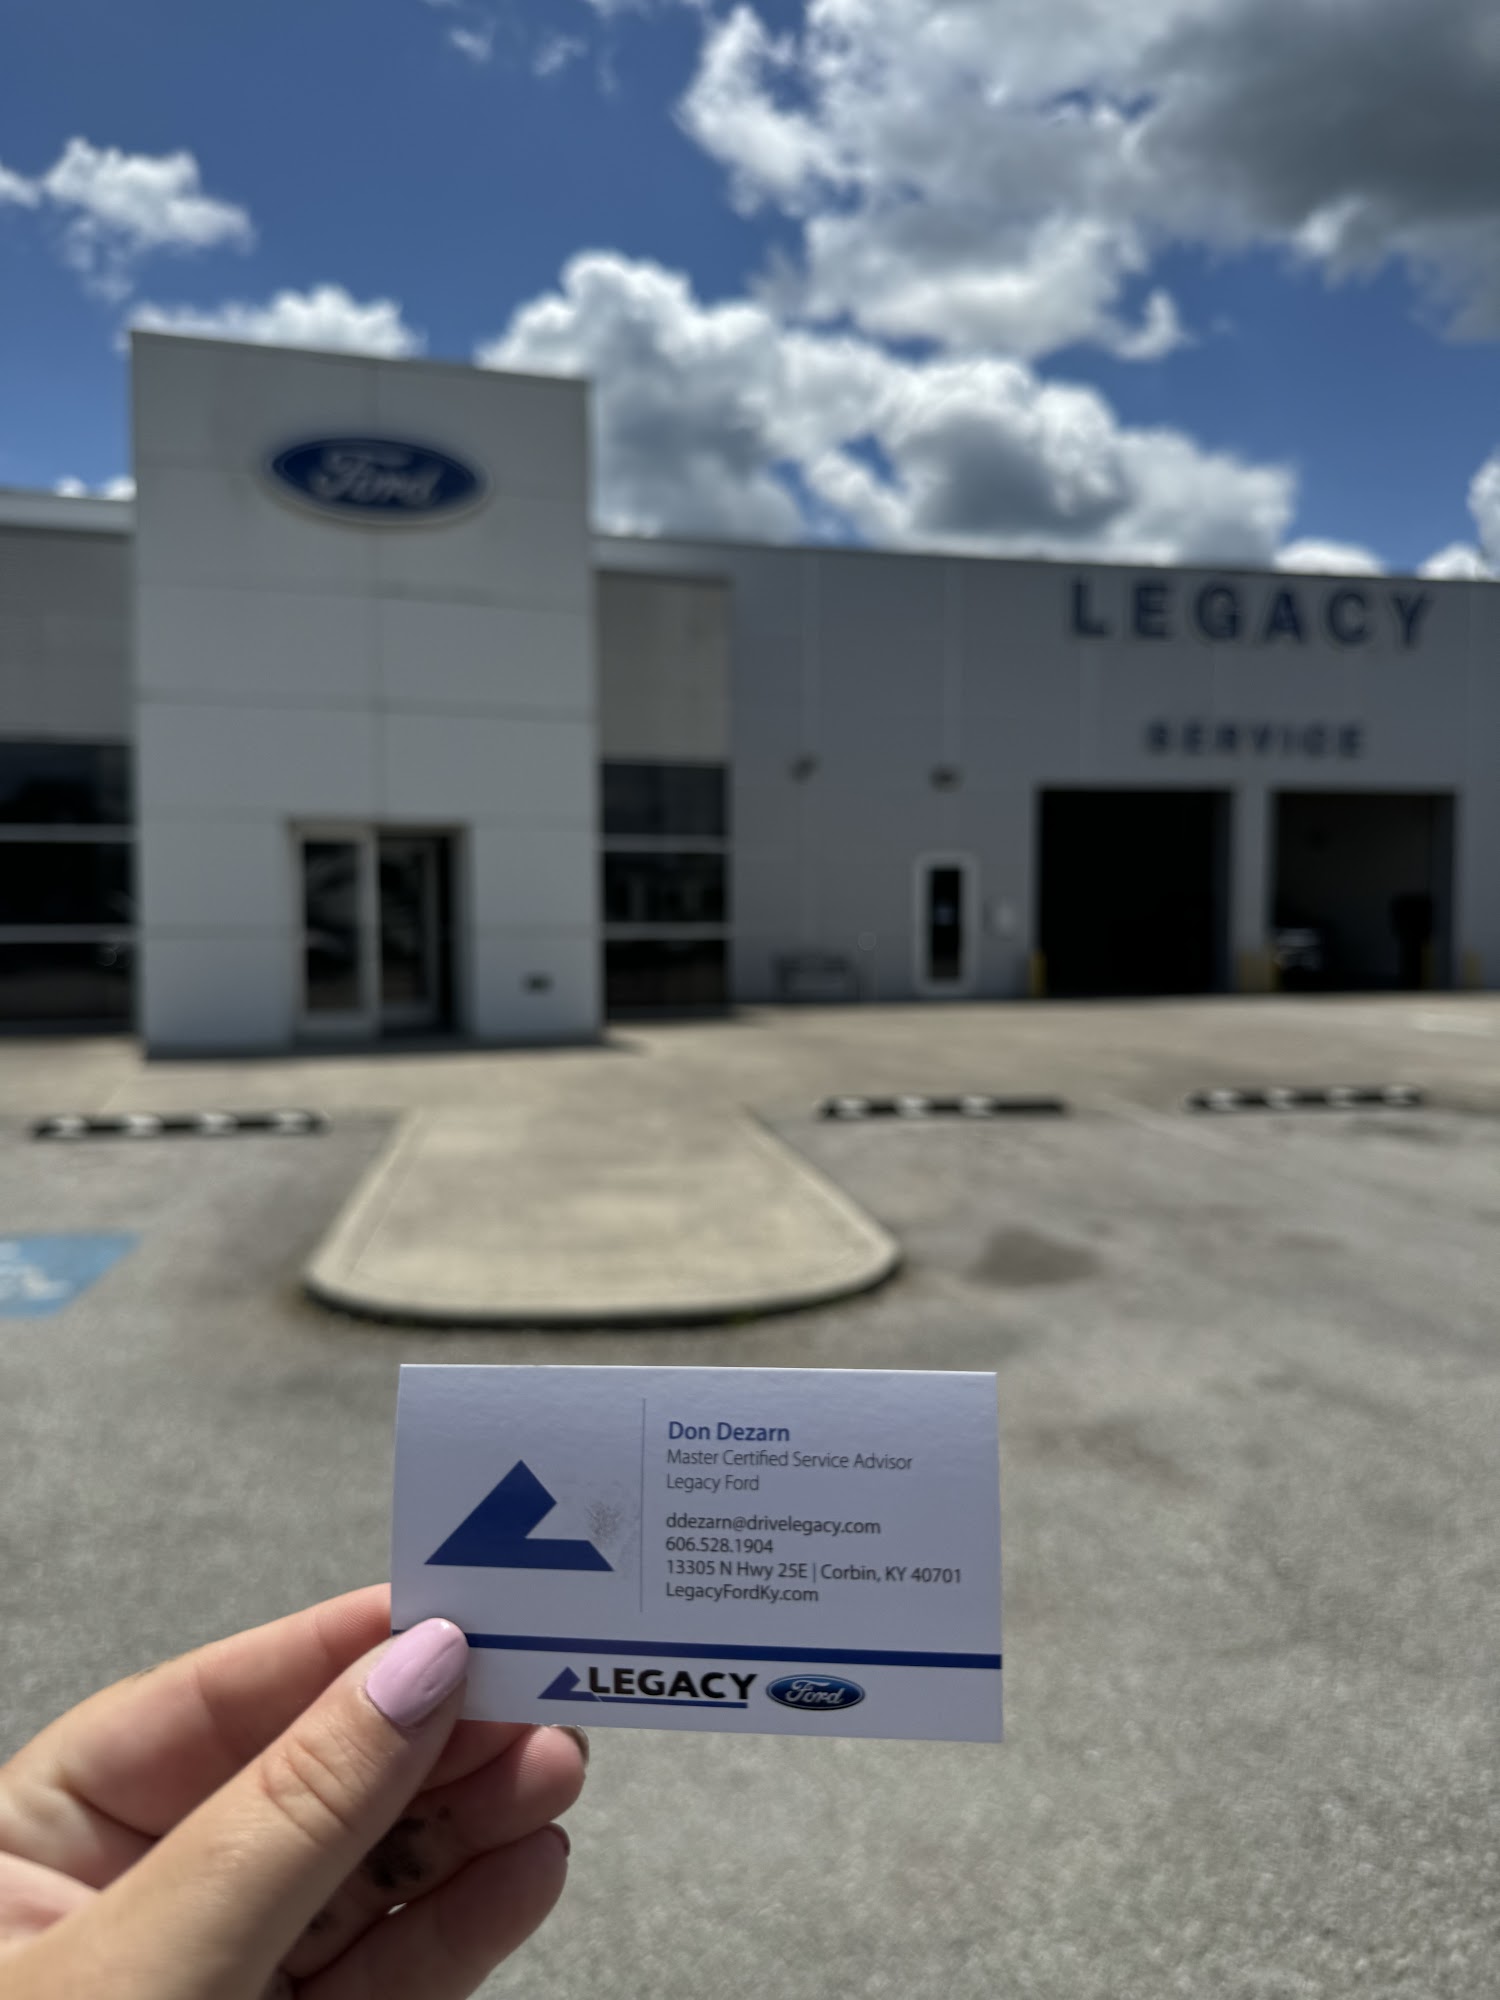 Ford
LEGACY
SERVICE
Don Dezarn
Master Certified Service Advisor
Legacy Ford
ddezarn@drivelegacy.com
606.528.1904
13305 N Hwy 25E | Corbin, KY 40701
LegacyFordKy.com
LEGACY Ford